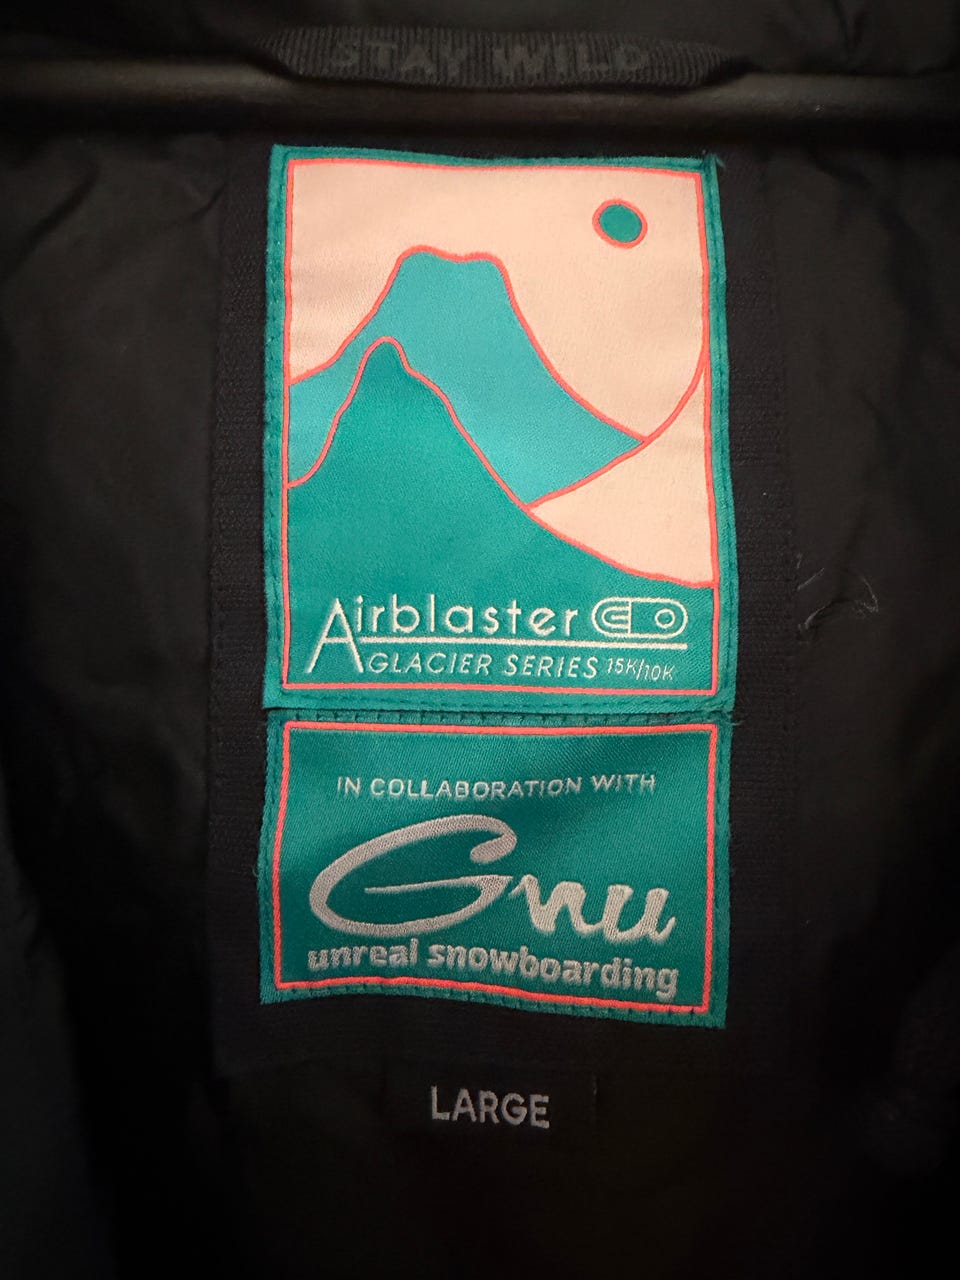 STAY WILD
Airblaster
GLACIER SERIES 15K/10K
IN COLLABORATION WITH
Gnu
unreal snowboarding
LARGE